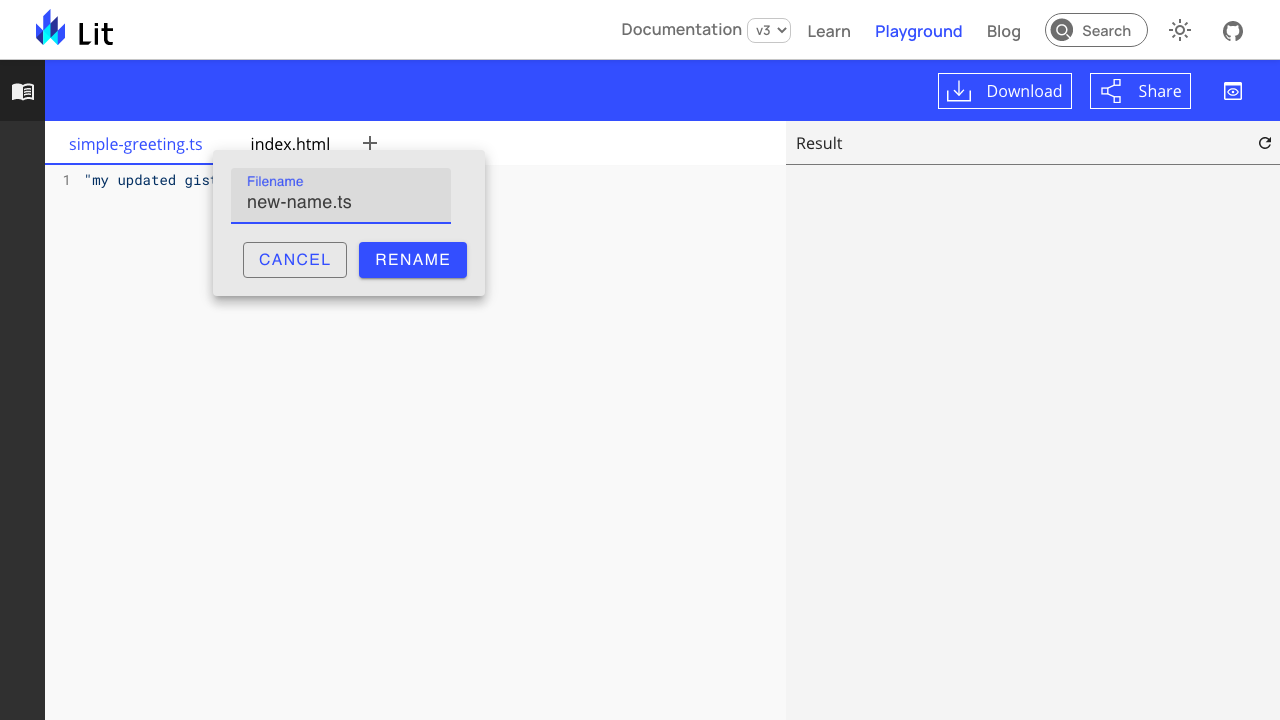 Lit
Documentation v3 Learn Playground Blog Search
Download Share
simple-greeting.ts index.html
Result
1 "my updated gist
Filename
new-name.ts
CANCEL RENAME